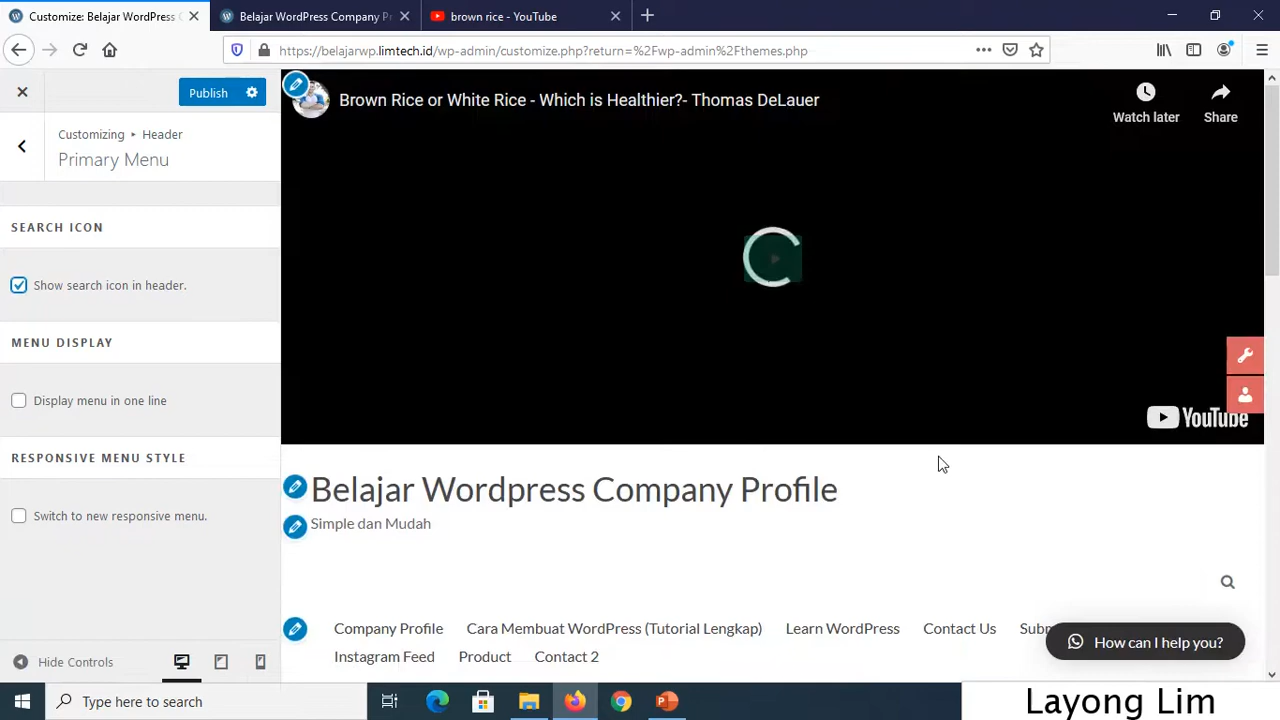 Customize: Belajar WordPress C
Belajar WordPress Company Pr
brown rice - YouTube
https://belajarwp.limtech.id/wp-admin/customize.php?return=%2Fwp-admin%2Fthemes.php
Publish
Customizing ▸ Header
Primary Menu
SEARCH ICON
Show search icon in header.
MENU DISPLAY
Display menu in one line
RESPONSIVE MENU STYLE
Switch to new responsive menu.
Hide Controls
Brown Rice or White Rice - Which is Healthier?- Thomas DeLauer
Watch later
Share
YouTube
Belajar Wordpress Company Profile
Simple dan Mudah
Company Profile Cara Membuat WordPress (Tutorial Lengkap) Learn WordPress Contact Us
Instagram Feed Product Contact 2
How can I help you?
Type here to search
Layong Lim